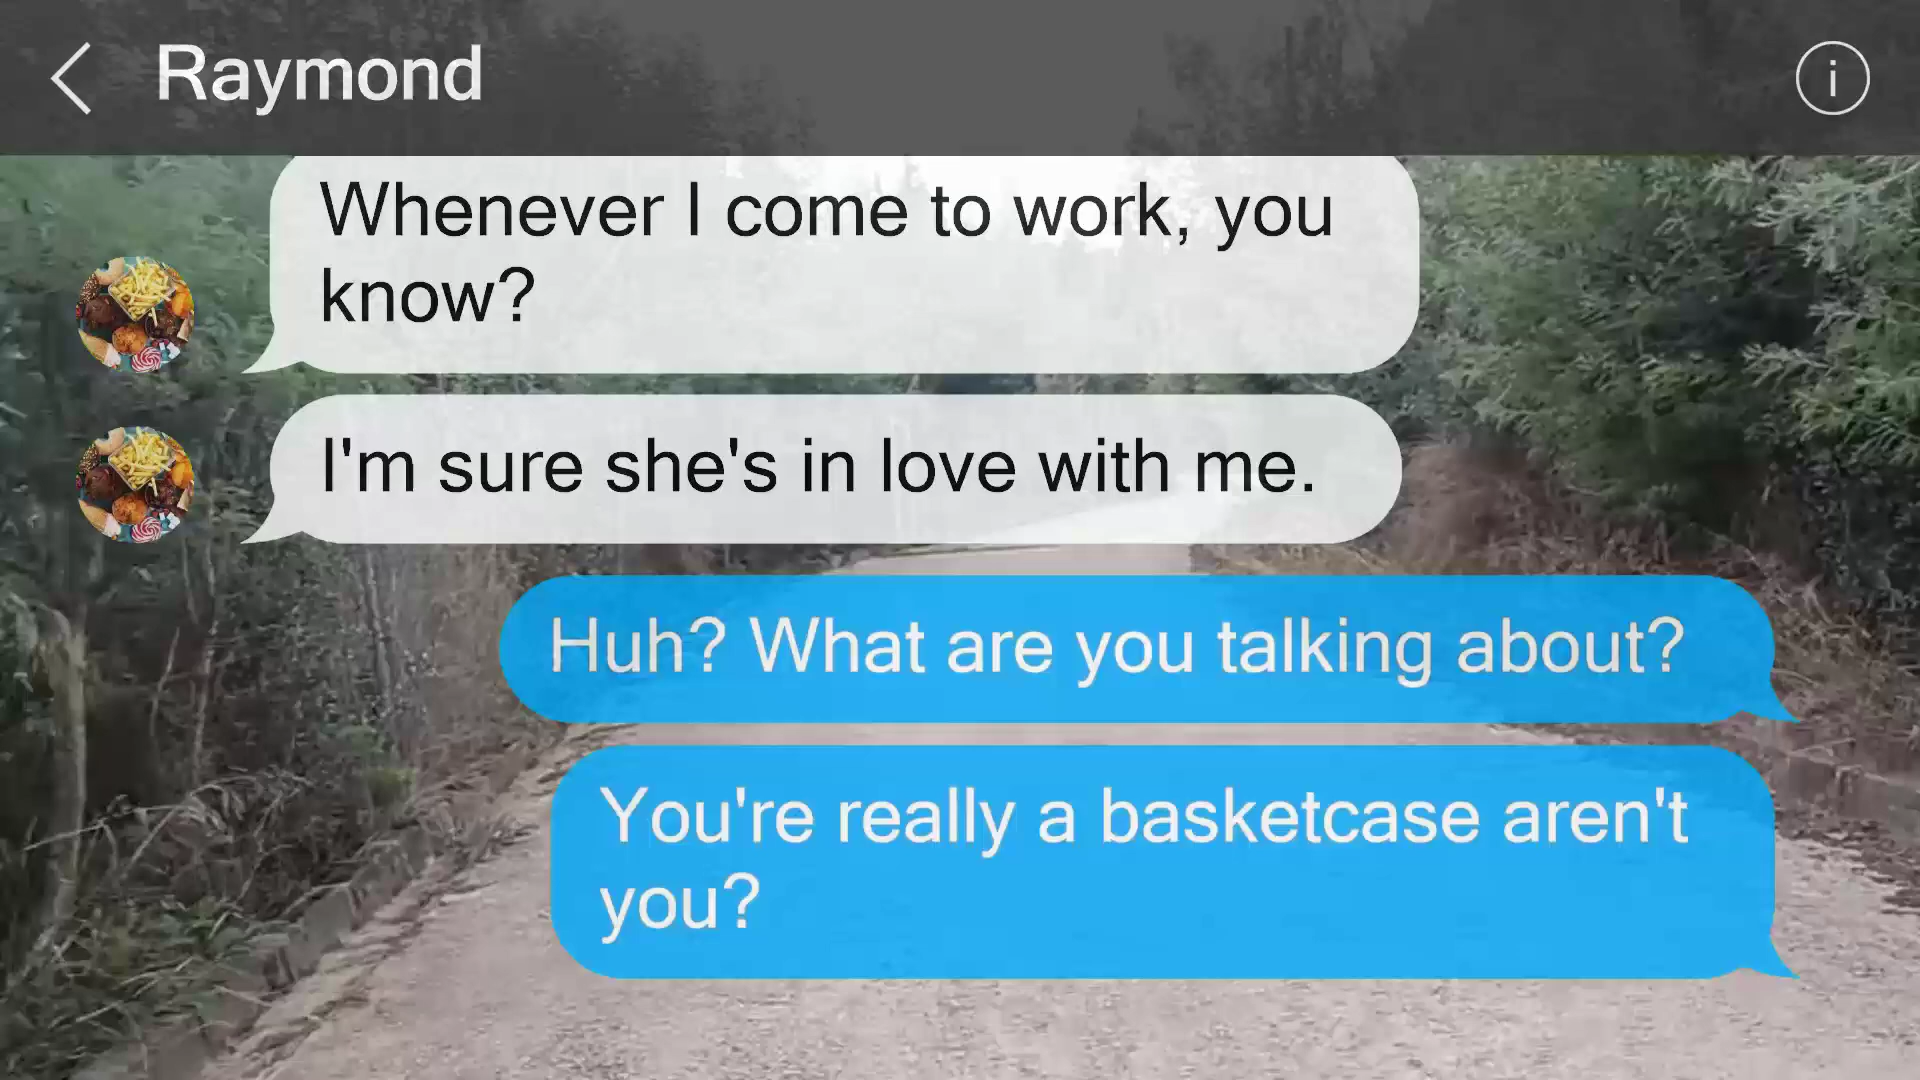 Raymond
Whenever I come to work, you
know?
I'm sure she's in love with me.
Huh? What are you talking about?
You're really a basketcase aren't
you?